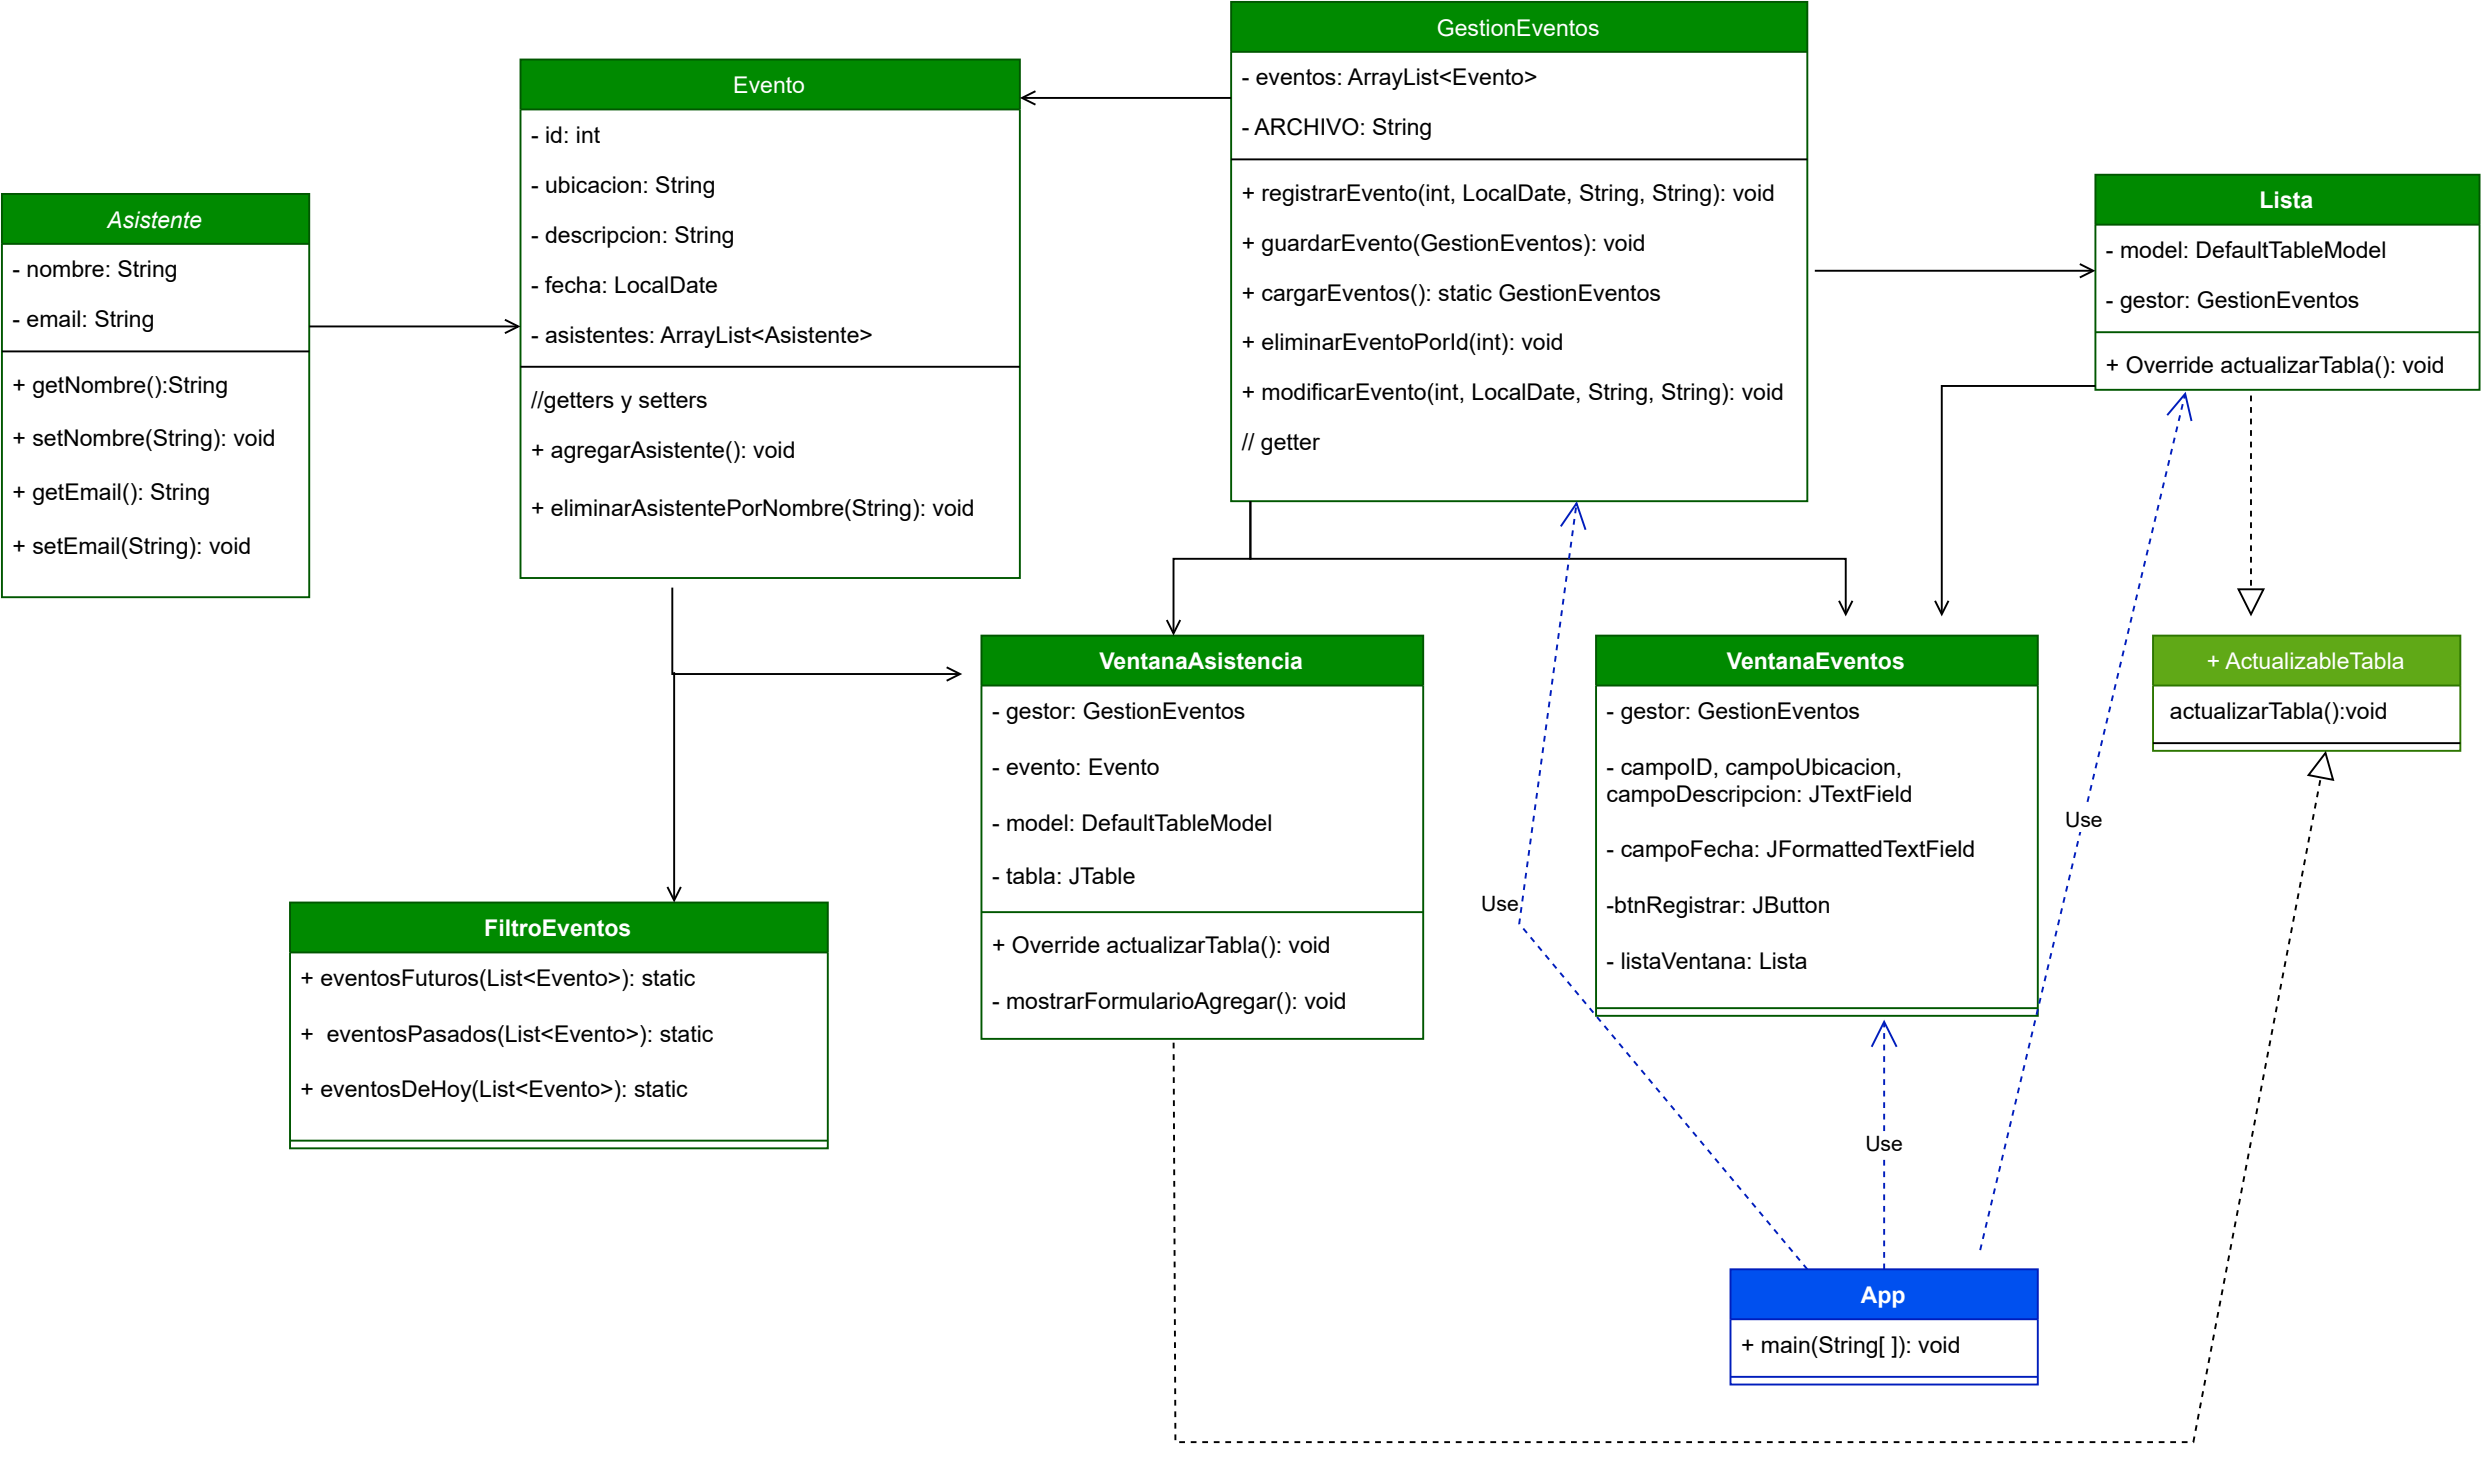 GestionEventos
- eventos: ArrayList<Evento>
- ARCHIVO: String
+ registrarEvento(int, LocalDate, String, String): void
+ guardarEvento(GestionEventos): void
+ cargarEventos(): static GestionEventos
+ eliminarEventoPorId(int): void
+ modificarEvento(int, LocalDate, String, String): void
// getter
Evento
- id: int
- ubicacion: String
- descripcion: String
- fecha: LocalDate
- asistentes: ArrayList<Asistente>
//getters y setters
+ agregarAsistente(): void
+ eliminarAsistentePorNombre(String): void
Asistente
- nombre: String
- email: String
+ getNombre():String
+ setNombre(String): void
+ getEmail(): String
+ setEmail(String): void
Lista
- model: DefaultTableModel
- gestor: GestionEventos
+ Override actualizarTabla(): void
VentanaAsistencia
- gestor: GestionEventos
- evento: Evento
- model: DefaultTableModel
- tabla: JTable
+ Override actualizarTabla(): void
- mostrarFormularioAgregar(): void
VentanaEventos
- gestor: GestionEventos
- campoID, campoUbicacion,
campoDescripcion: JTextField
- campoFecha: JFormattedTextField
-btnRegistrar: JButton
- listaVentana: Lista
+ ActualizableTabla
actualizarTabla():void
Use
Use
FiltroEventos
+ eventosFuturos(List<Evento>): static
+  eventosPasados(List<Evento>): static
+ eventosDeHoy(List<Evento>): static
Use
App
+ main(String[ ]): void